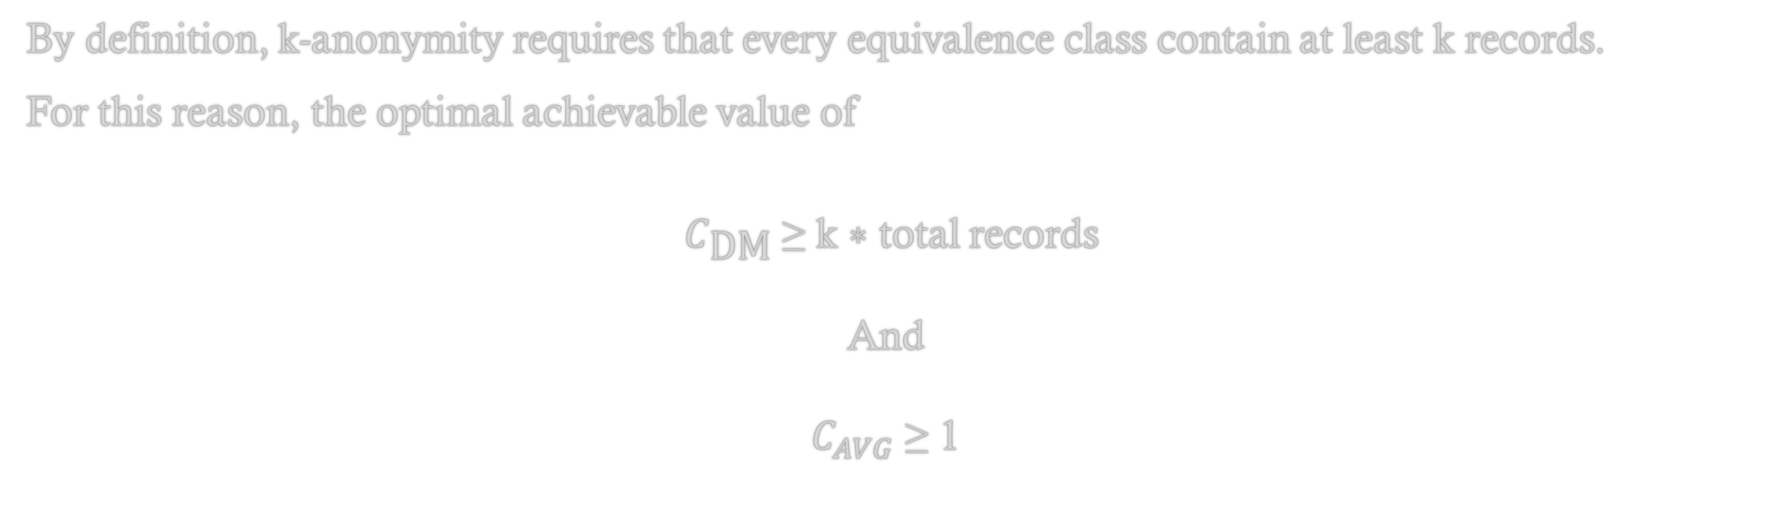 By definition, k-anonymity requires that every equivalence class contain at least k records.
For this reason, the optimal achievable value of
C_DM ≥ k * total records
And
C_AVG ≥ 1